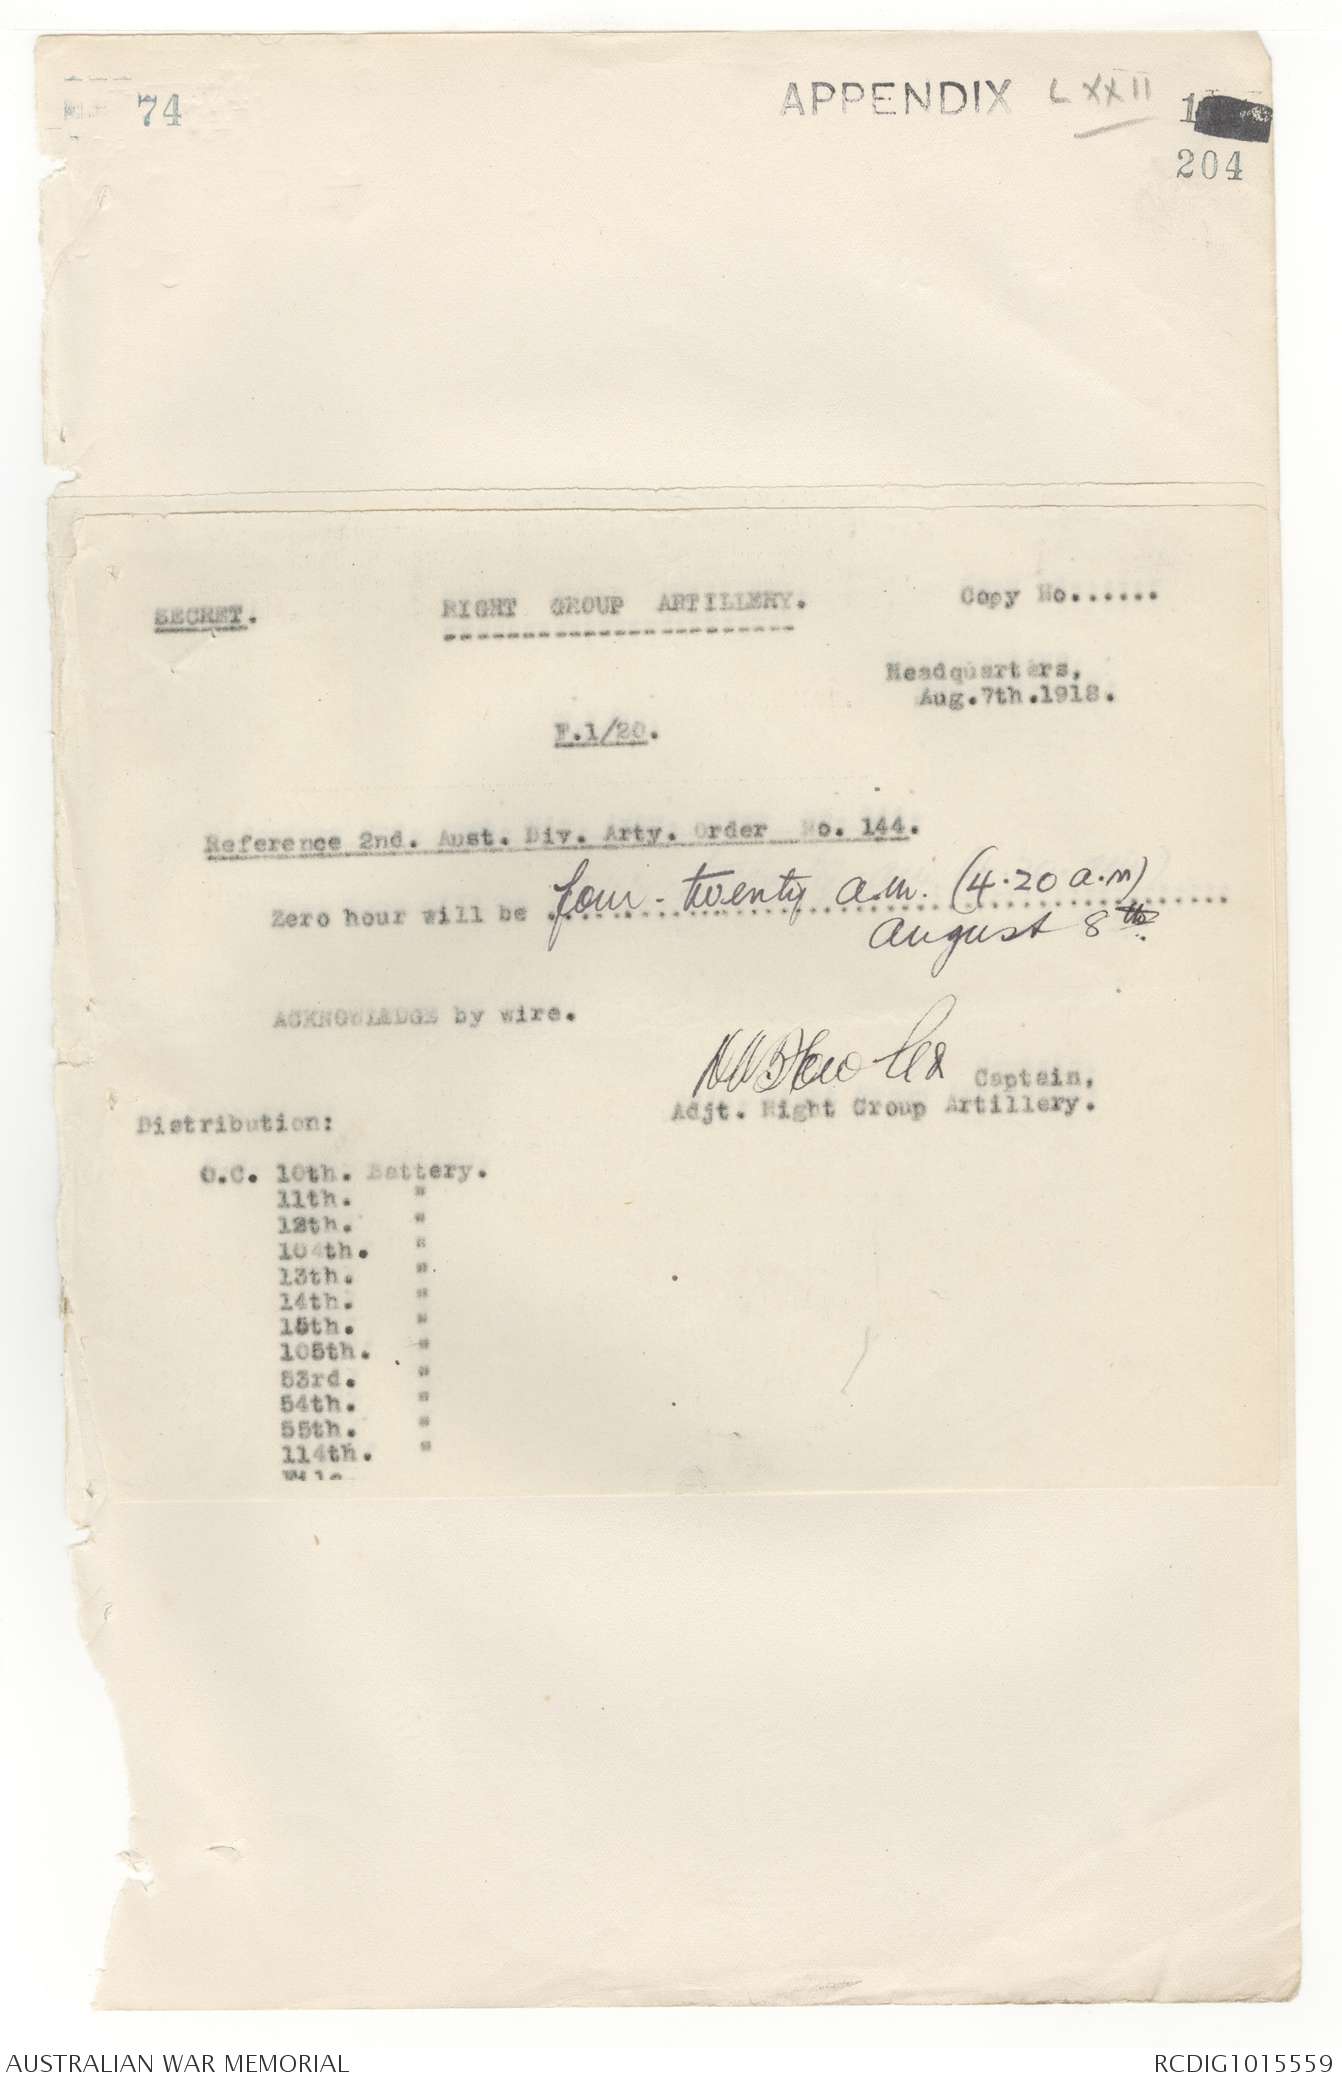 74
APPENDIX LXXII
1
204
SECRET.
RIGHT GROUP ARTILLERY.
Copy No......
Headquarters,
Aug.7th.1918.
F.1/20.
Reference 2nd. Aust. Div. Arty. Order No. 144.
Zero hour will be four-twenty a.m. (4.20 a.m)
August 8th.
ACKNOWLEDGE by wire.
Captain,
Adjt. Right Group Artillery.
Distribution:
O.C. 10th. Battery.
11th. "
12th. "
104th. "
13th. "
14th. "
15th. "
105th. "
53rd. "
54th. "
55th. "
114th. "
File
AUSTRALIAN WAR MEMORIAL
RCDIG1015559